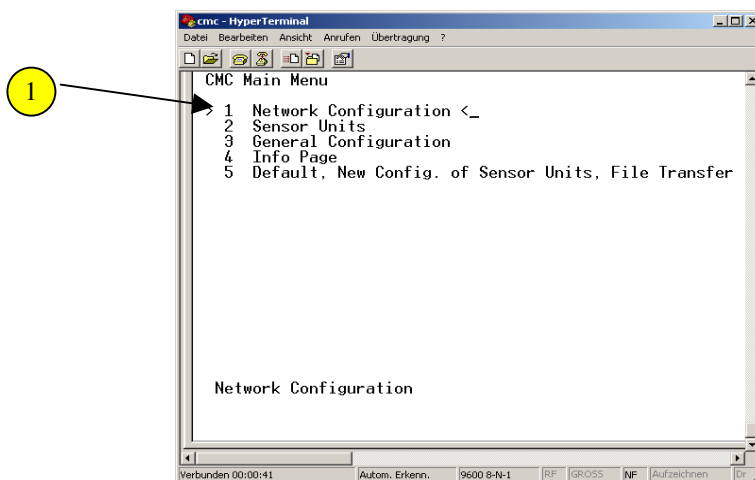 cmc - HyperTerminal
Datei Bearbeiten Ansicht Anrufen Übertragung ?
CMC Main Menu
1
> 1 Network Configuration <_
2 Sensor Units
3 General Configuration
4 Info Page
5 Default, New Config. of Sensor Units, File Transfer
Network Configuration
Verbunden 00:00:41 Autom. Erkenn. 9600 8-N-1 RF GROSS NF Aufzeichnen Dr